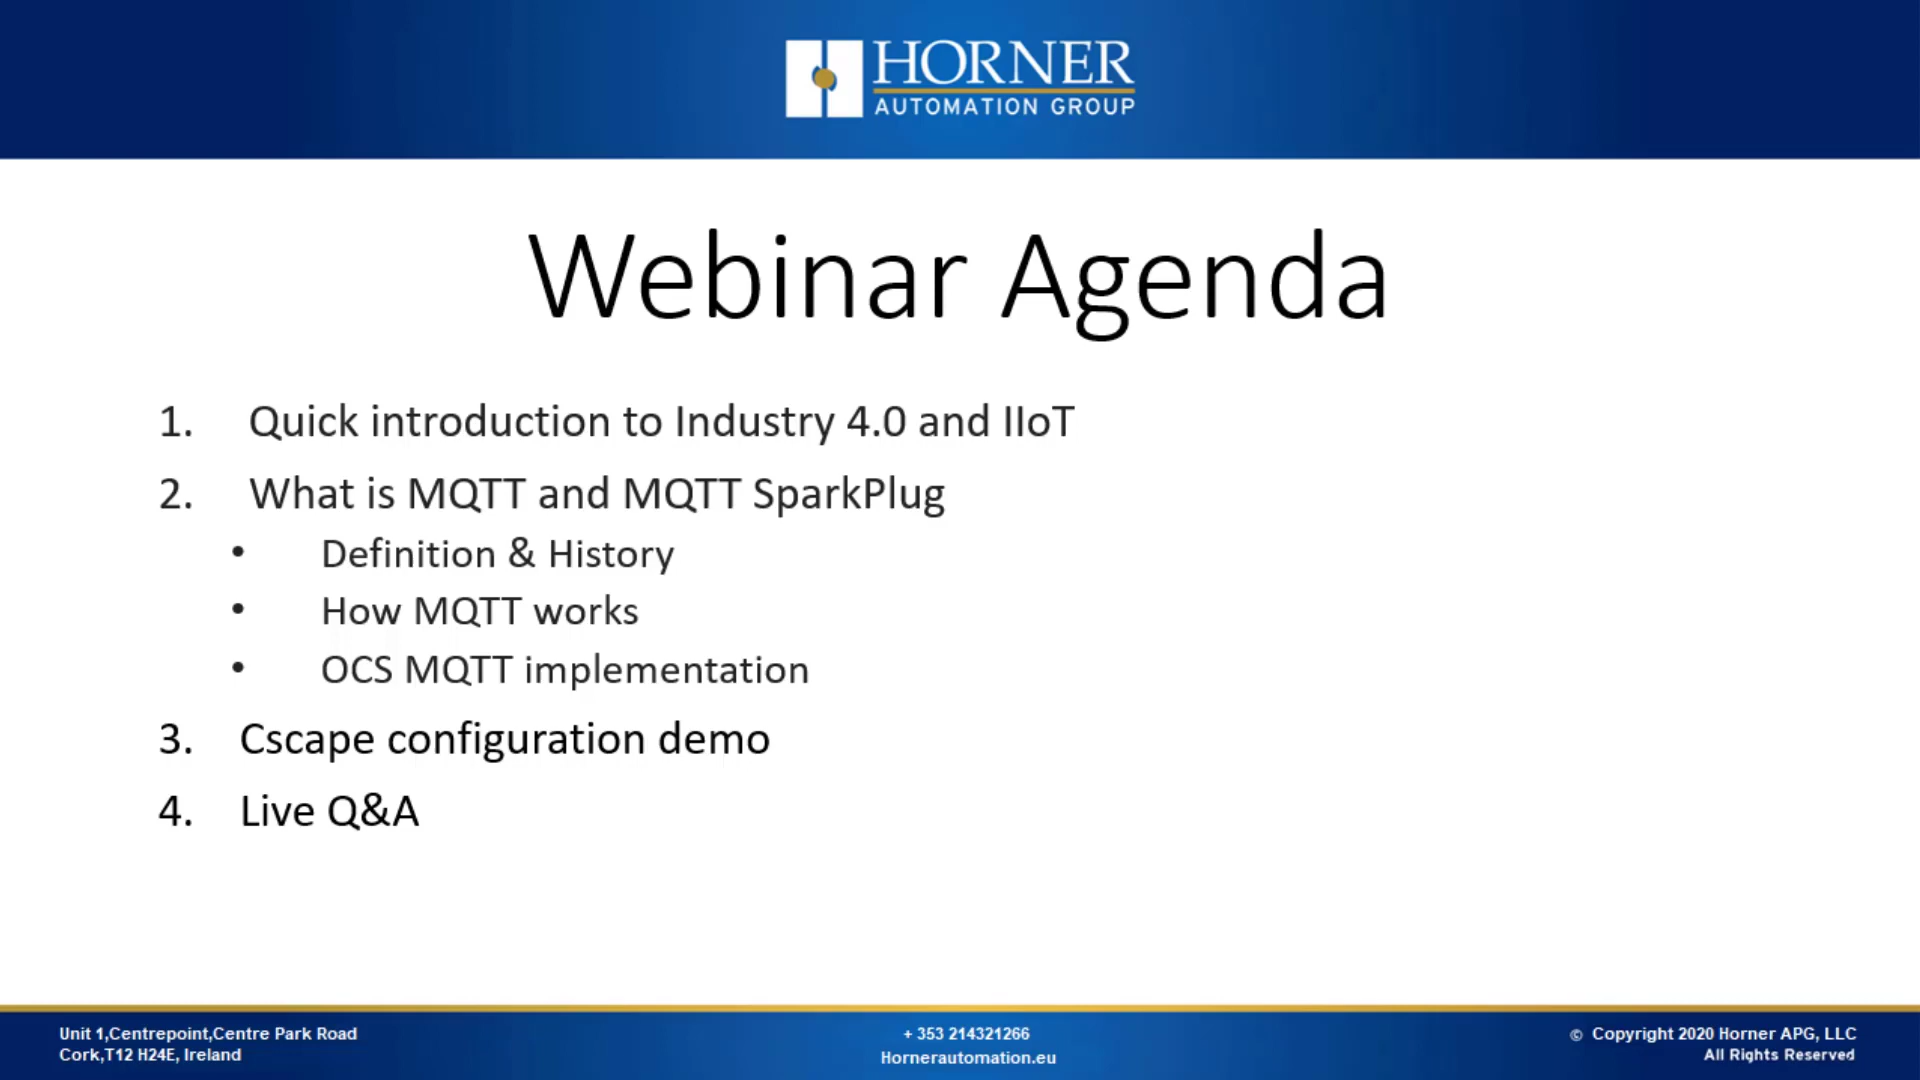 HORNER
AUTOMATION GROUP
Webinar Agenda
1. Quick introduction to Industry 4.0 and IIoT
2. What is MQTT and MQTT SparkPlug
• Definition & History
• How MQTT works
• OCS MQTT implementation
3. Cscape configuration demo
4. Live Q&A
Unit 1,Centrepoint,Centre Park Road
Cork,T12 H24E, Ireland
+ 353 214321266
Hornerautomation.eu
© Copyright 2020 Horner APG, LLC
All Rights Reserved